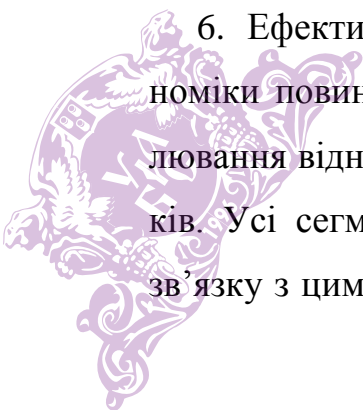 6. Ефекти
номіки повин
лювання відн
ків. Усі сегм
зв’язку з цим